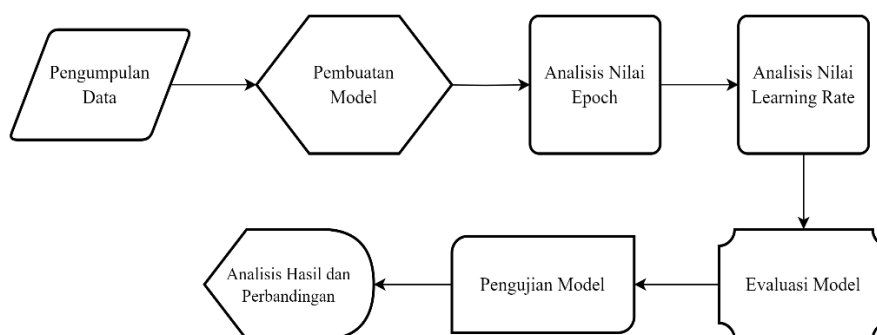 Pengumpulan
Data
Pembuatan
Model
Analisis Nilai
Epoch
Analisis Nilai
Learning Rate
Evaluasi Model
Pengujian Model
Analisis Hasil dan
Perbandingan